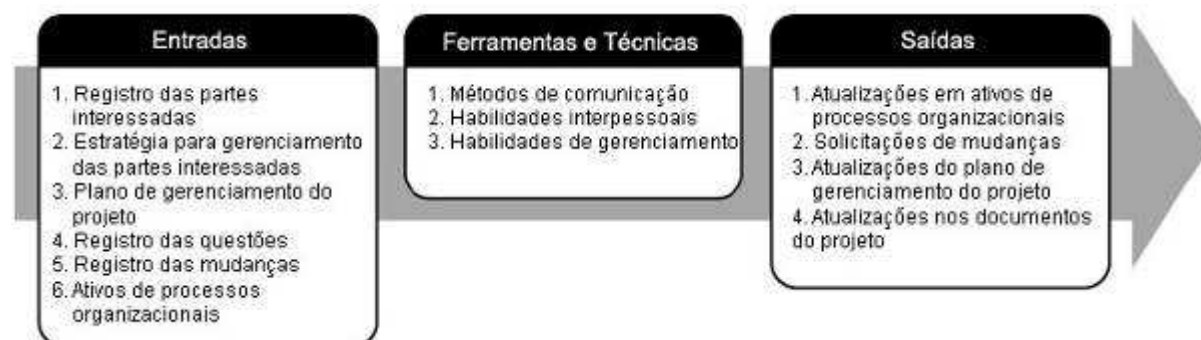 Entradas
1. Registro das partes
interessadas
2. Estratégia para gerenciamento
das partes interessadas
3. Plano de gerenciamento do
projeto
4. Registro das questões
5. Registro das mudanças
6. Ativos de processos
organizacionais
Ferramentas e Técnicas
1. Métodos de comunicação
2. Habilidades interpessoais
3. Habilidades de gerenciamento
Saídas
1. Atualizações em ativos de
processos organizacionais
2. Solicitações de mudanças
3. Atualizações do plano de
gerenciamento do projeto
4. Atualizações nos documentos
do projeto